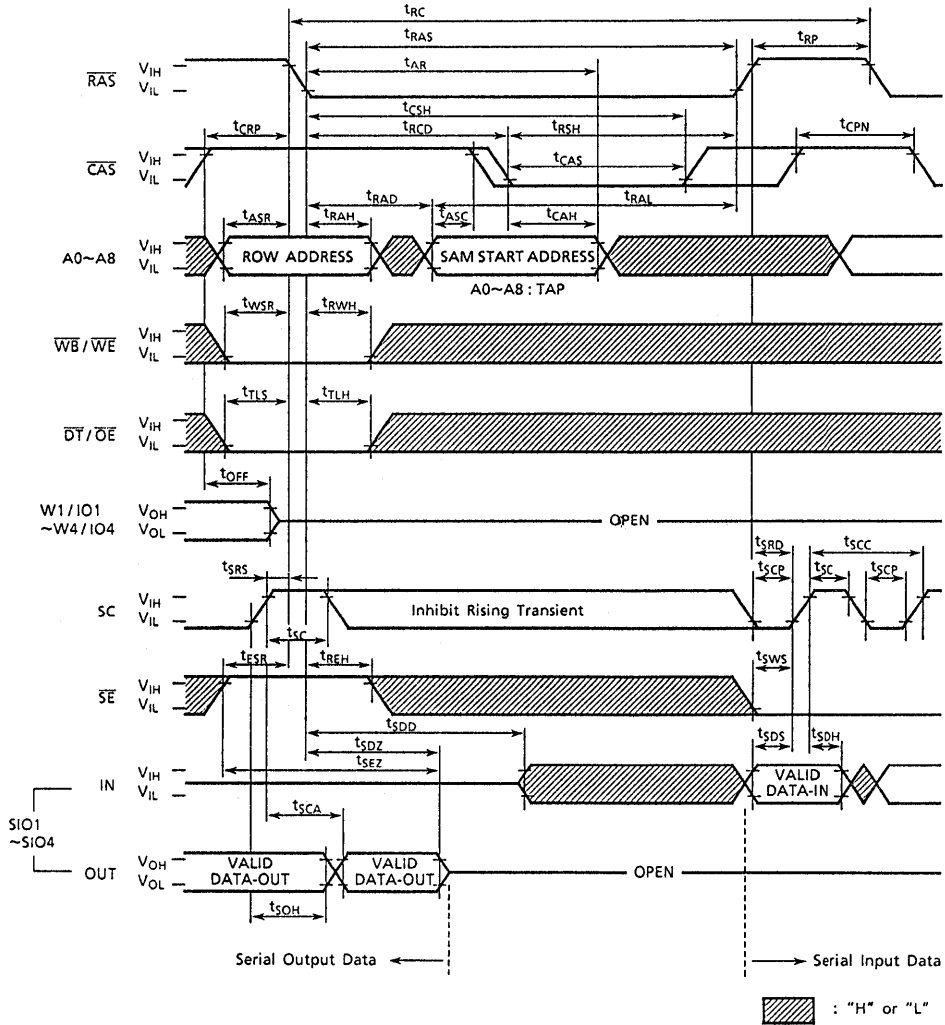 tRC
tRAS
tRP
tAR
RAS
VIH
VIL
tCSH
tCRP
tRCD
tRSH
tCPN
CAS
VIH
VIL
tCAS
tRAD
tRAL
tASR
tRAH
tASC
tCAH
A0~A8
VIH
VIL
ROW ADDRESS
SAM START ADDRESS
A0~A8 : TAP
tWSR
tRWH
WB / WE
VIH
VIL
tTLS
tTLH
DT / OE
VIH
VIL
tOFF
W1/IO1
~W4/IO4
VOH
VOL
OPEN
tSRD
tSCC
tSRS
tSCP
tSC
tSCP
SC
VIH
VIL
Inhibit Rising Transient
tSC
tESR
tREH
tSWS
SE
VIH
VIL
tSDD
tSDZ
tSDS
tSDH
tSEZ
IN
VIH
VIL
VALID
DATA-IN
tSCA
SIO1
~SIO4
OUT
VOH
VOL
VALID
DATA-OUT
VALID
DATA-OUT
OPEN
tSOH
Serial Output Data
Serial Input Data
: "H" or "L"